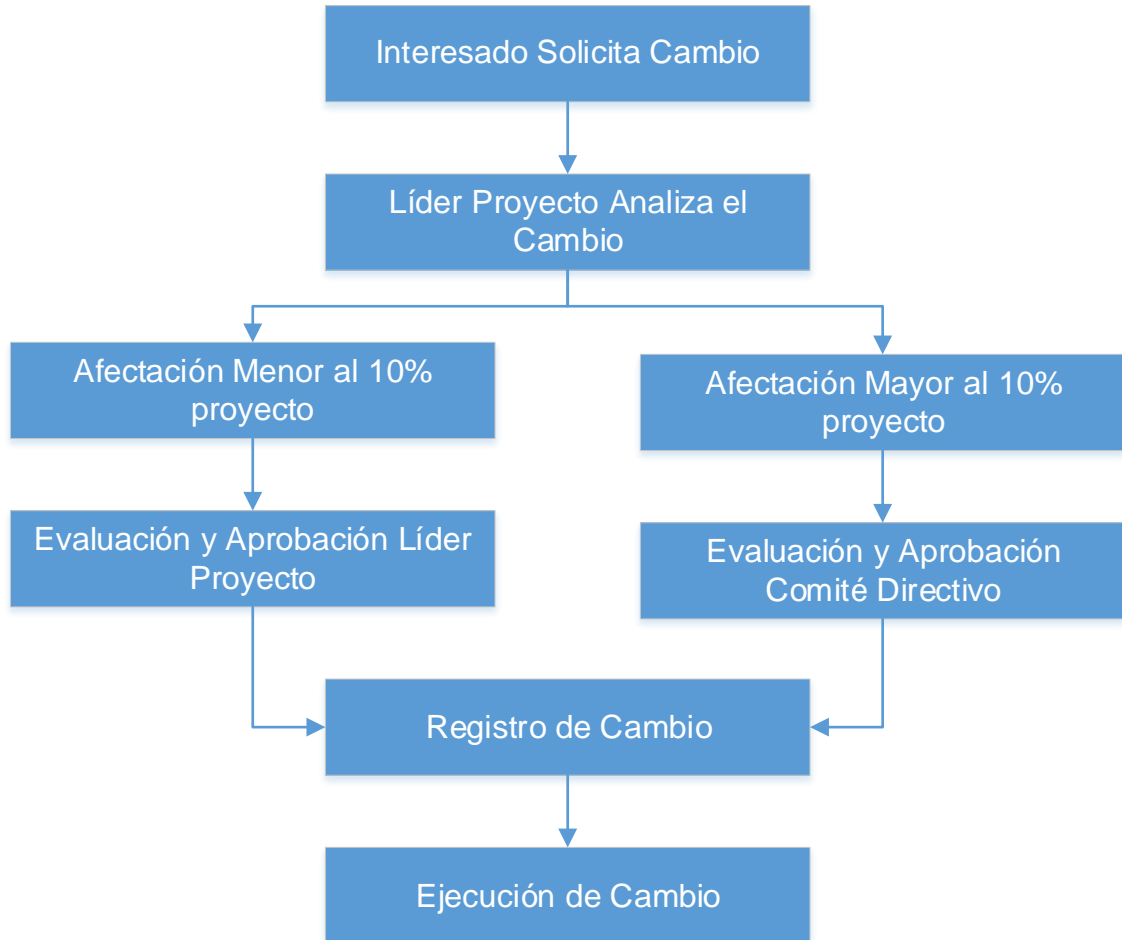 Interesado Solicita Cambio
Líder Proyecto Analiza el
Cambio
Afectación Menor al 10%
proyecto
Afectación Mayor al 10%
proyecto
Evaluación y Aprobación Líder
Proyecto
Evaluación y Aprobación
Comité Directivo
Registro de Cambio
Ejecución de Cambio